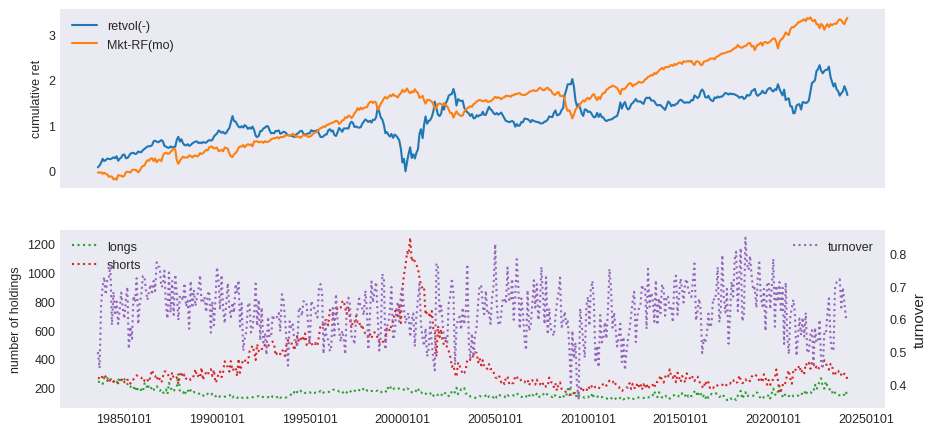 retvol(-)
Mkt-RF(mo)
cumulative ret
3
2
1
0
longs
shorts
turnover
number of holdings
1200
1000
800
600
400
200
0.8
0.7
0.6
0.5
0.4
turnover
19850101 19900101 19950101 20000101 20050101 20100101 20150101 20200101 20250101